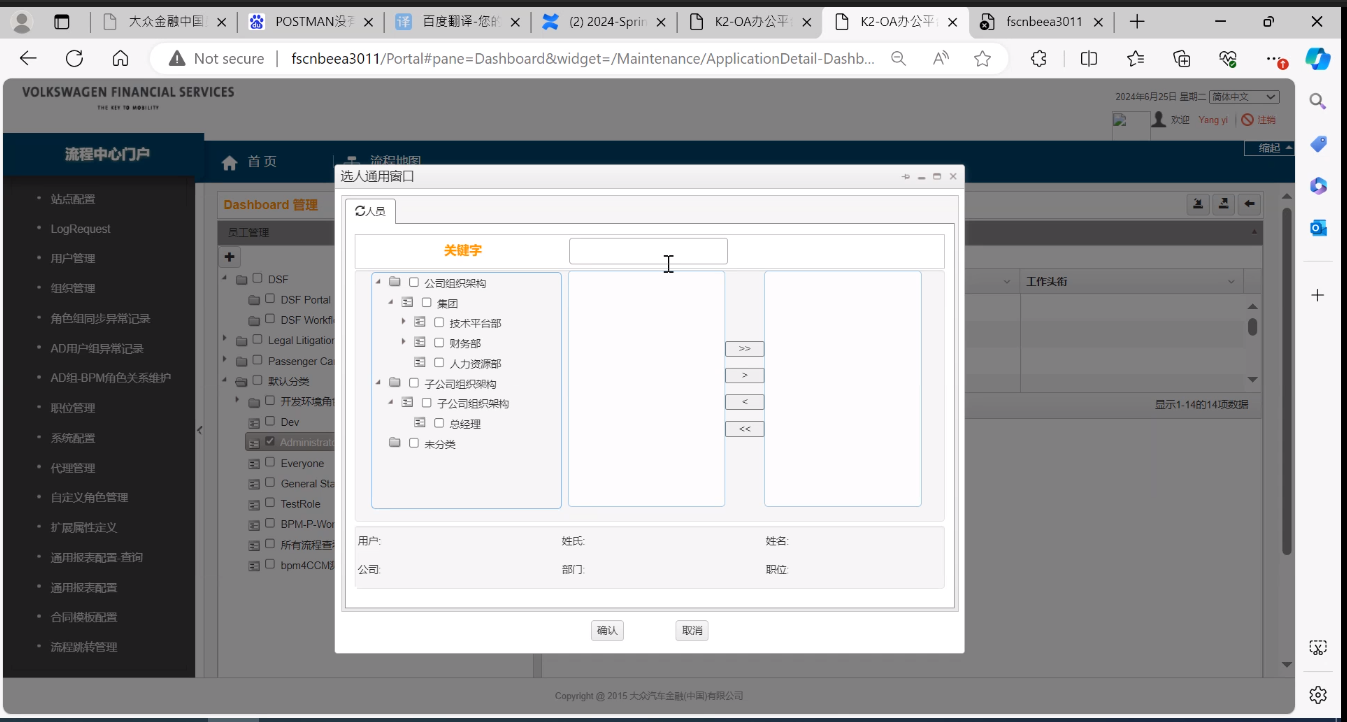 大众金融中国
POSTMAN没有
百度翻译-您的
(2) 2024-Sprin
K2-OA办公平
K2-OA办公平
fscnbeea3011
Not secure
fscnbeea3011/Portal#pane=Dashboard&widget=/Maintenance/ApplicationDetail-Dashb...
VOLKSWAGEN FINANCIAL SERVICES
THE KEY TO MOBILITY
2024年6月25日 星期二 简体中文
欢迎 Yang yi 注销
流程中心门户
首 页
流程地图
缩起
站点配置
LogRequest
用户管理
组织管理
角色组同步异常记录
AD用户组异常记录
AD组-BPM角色关系维护
职位管理
系统配置
代理管理
自定义角色管理
扩展属性定义
通用报表配置-查询
通用报表配置
合同模板配置
流程跳转管理
Dashboard 管理
员工管理
DSF
DSF Portal
DSF Workfl
Legal Litigation
Passenger Ca
默认分类
开发环境角
Dev
Administrato
Everyone
General Sta
TestRole
BPM-P-Wor
所有流程查
bpm4CCM
工作头衔
显示1-14的14项数据
选人通用窗口
人员
关键字
公司组织架构
集团
技术平台部
财务部
人力资源部
子公司组织架构
子公司组织架构
总经理
未分类
>>
>
<
<<
用户:
姓氏:
姓名:
公司:
部门:
职位:
确认
取消
Copyright @ 2015 大众汽车金融(中国)有限公司